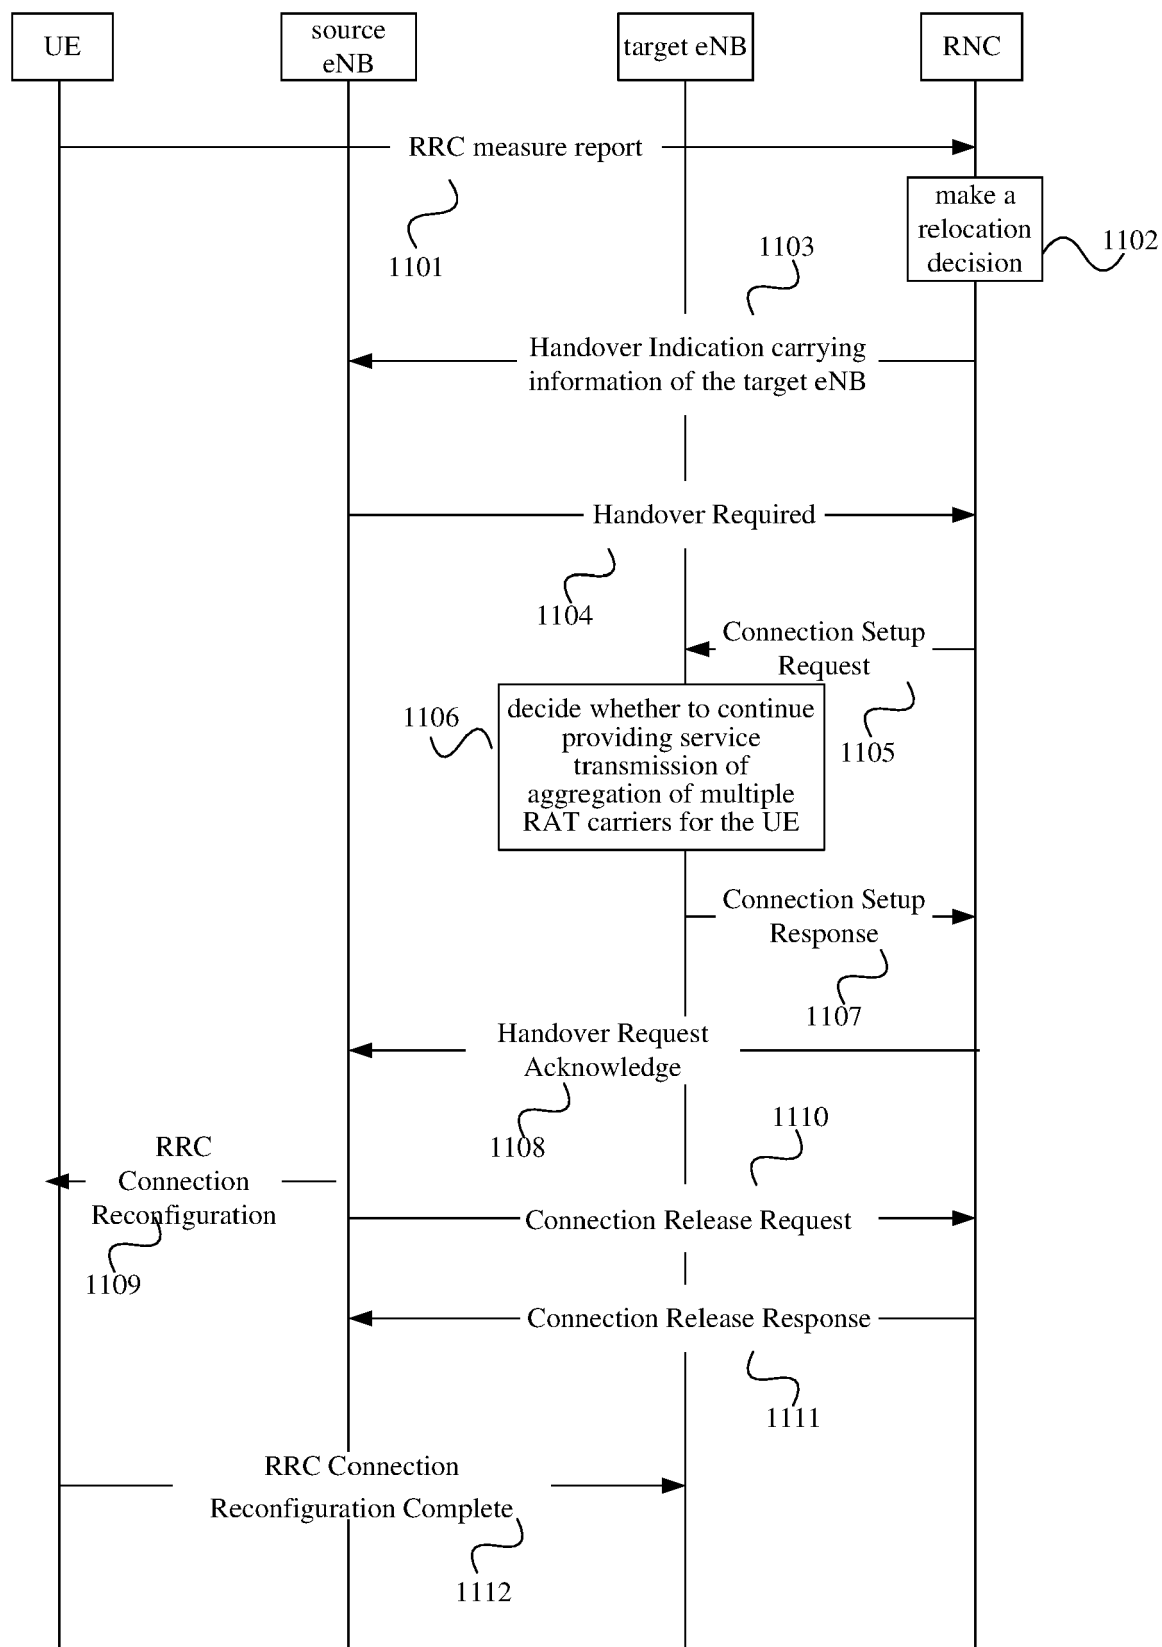 UE
source
eNB
target eNB
RNC
RRC measure report
1101
make a
relocation
decision
1102
1103
Handover Indication carrying
information of the target eNB
Handover Required
1104
Connection Setup
Request
1105
1106
decide whether to continue
providing service
transmission of
aggregation of multiple
RAT carriers for the UE
Connection Setup
Response
1107
Handover Request
Acknowledge
1108
RRC
Connection
Reconfiguration
1109
1110
Connection Release Request
Connection Release Response
1111
RRC Connection
Reconfiguration Complete
1112